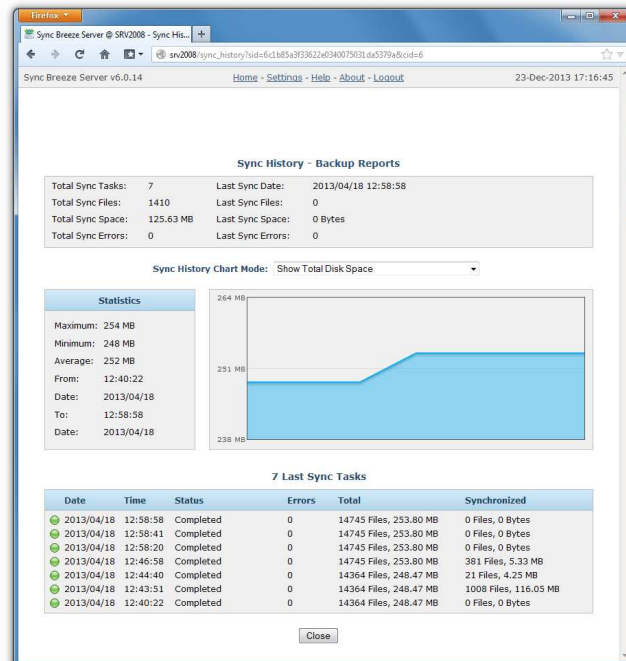 Firefox
Sync Breeze Server @ SRV2008 - Sync His...
srv2008/sync_history?sid=6c1b85a3f33622e0340075031da5379a&cid=6
Sync Breeze Server v6.0.14 Home - Settings - Help - About - Logout 23-Dec-2013 17:16:45
Sync History - Backup Reports
Total Sync Tasks: 7 Last Sync Date: 2013/04/18 12:58:58
Total Sync Files: 1410 Last Sync Files: 0
Total Sync Space: 125.63 MB Last Sync Space: 0 Bytes
Total Sync Errors: 0 Last Sync Errors: 0
Sync History Chart Mode: Show Total Disk Space
Statistics
Maximum: 254 MB
Minimum: 248 MB
Average: 252 MB
From: 12:40:22
Date: 2013/04/18
To: 12:58:58
Date: 2013/04/18
264 MB
251 MB
238 MB
7 Last Sync Tasks
Date Time Status Errors Total Synchronized
2013/04/18 12:58:58 Completed 0 14745 Files, 253.80 MB 0 Files, 0 Bytes
2013/04/18 12:58:41 Completed 0 14745 Files, 253.80 MB 0 Files, 0 Bytes
2013/04/18 12:58:20 Completed 0 14745 Files, 253.80 MB 0 Files, 0 Bytes
2013/04/18 12:46:58 Completed 0 14745 Files, 253.80 MB 381 Files, 5.33 MB
2013/04/18 12:44:40 Completed 0 14364 Files, 248.47 MB 21 Files, 4.25 MB
2013/04/18 12:43:51 Completed 0 14364 Files, 248.47 MB 1008 Files, 116.05 MB
2013/04/18 12:40:22 Completed 0 14364 Files, 248.47 MB 0 Files, 0 Bytes
Close